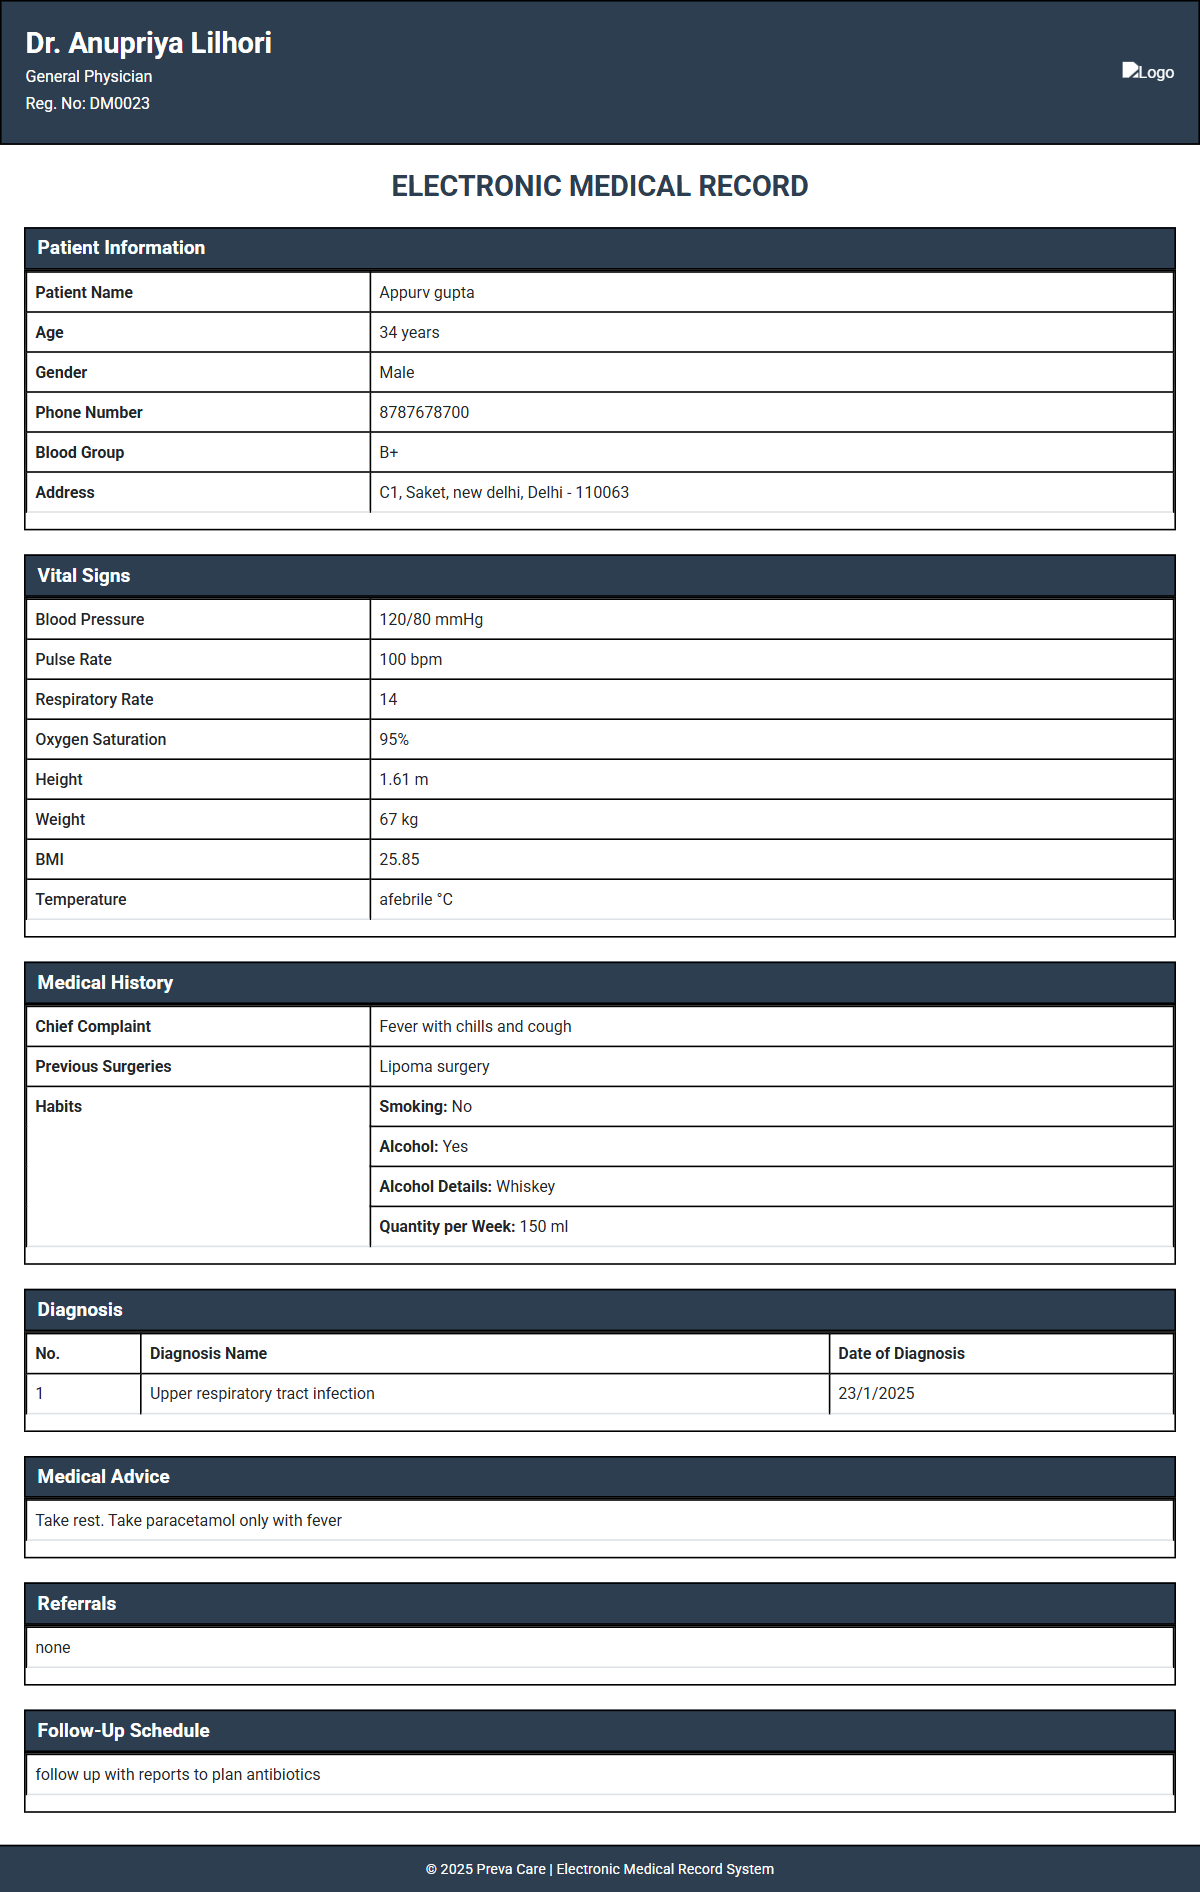 Dr. Anupriya Lilhori
General Physician
Reg. No: DM0023
Logo
ELECTRONIC MEDICAL RECORD
Patient Information
Patient Name Appurv gupta
Age 34 years
Gender Male
Phone Number 8787678700
Blood Group B+
Address C1, Saket, new delhi, Delhi - 110063
Vital Signs
Blood Pressure 120/80 mmHg
Pulse Rate 100 bpm
Respiratory Rate 14
Oxygen Saturation 95%
Height 1.61 m
Weight 67 kg
BMI 25.85
Temperature afebrile °C
Medical History
Chief Complaint Fever with chills and cough
Previous Surgeries Lipoma surgery
Habits Smoking: No
Alcohol: Yes
Alcohol Details: Whiskey
Quantity per Week: 150 ml
Diagnosis
No. Diagnosis Name Date of Diagnosis
1 Upper respiratory tract infection 23/1/2025
Medical Advice
Take rest. Take paracetamol only with fever
Referrals
none
Follow-Up Schedule
follow up with reports to plan antibiotics
© 2025 Preva Care | Electronic Medical Record System